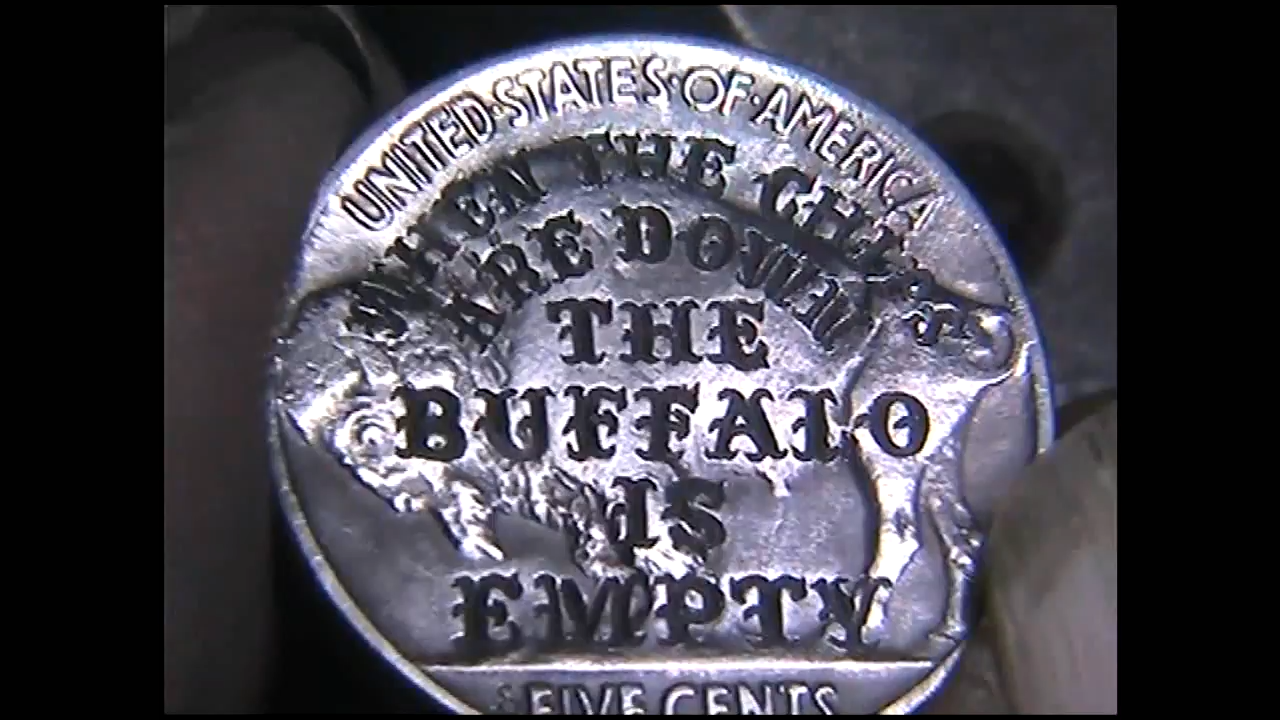 UNITED·STATES·OF·AMERICA
WHEN THE CHIPS
ARE DOWN
THE
BUFFALO
IS
EMPTY
FIVE CENTS